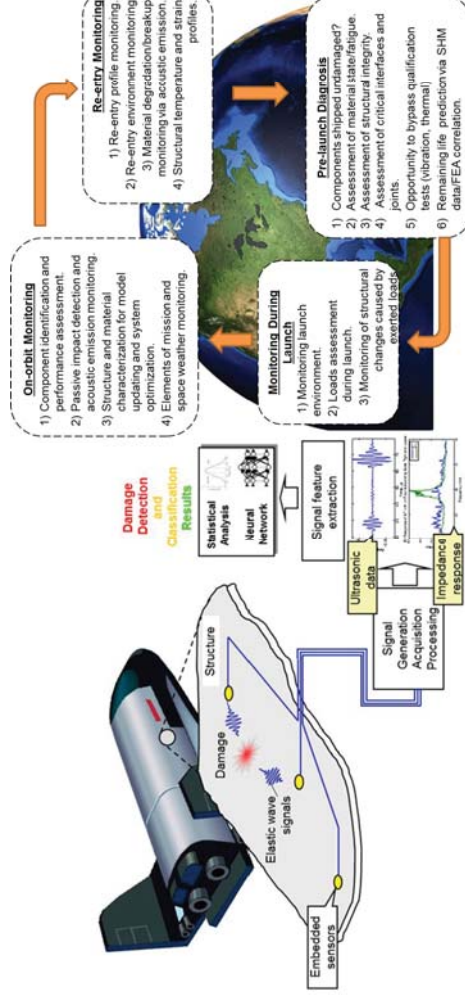 Embedded
sensors
Elastic wave
signals
Damage
Structure
Signal
Generation
Acquisition
Processing
Ultrasonic
data
Impedance
response
Signal feature
extraction
Statistical
Analysis
Neural
Network
Damage
Detection
and
Classification
Results
On-orbit Monitoring
1) Component identification and
performance assessment.
2) Passive impact detection and
acoustic emission monitoring.
3) Structure and material
characterization for model
updating and system
optimization.
4) Elements of mission and
space weather monitoring.
Re-entry Monitoring
1) Re-entry profile monitoring.
2) Re-entry environment monitoring
3) Material degradation/breakup
monitoring via acoustic emission.
4) Structural temperature and strain
profiles.
Monitoring During
Launch
1) Monitoring launch
environment.
2) Loads assessment
during launch.
3) Monitoring of structural
changes caused by
exerted loads
Pre-launch Diagnosis
1) Components shipped undamaged?
2) Assessment of material state/fatigue.
3) Assessment of structural integrity.
4) Assessment of critical interfaces and
joints.
5) Opportunity to bypass qualification
tests (vibration, thermal)
6) Remaining life prediction via SHM
data/FEA correlation.